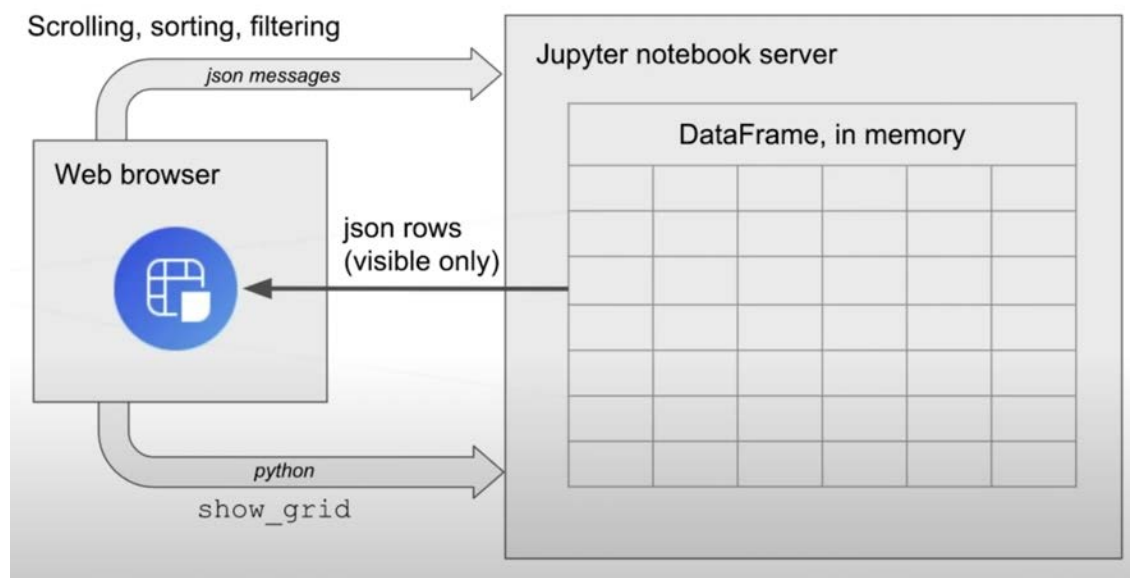 Scrolling, sorting, filtering
json messages
Jupyter notebook server
DataFrame, in memory
Web browser
json rows
(visible only)
python
show_grid